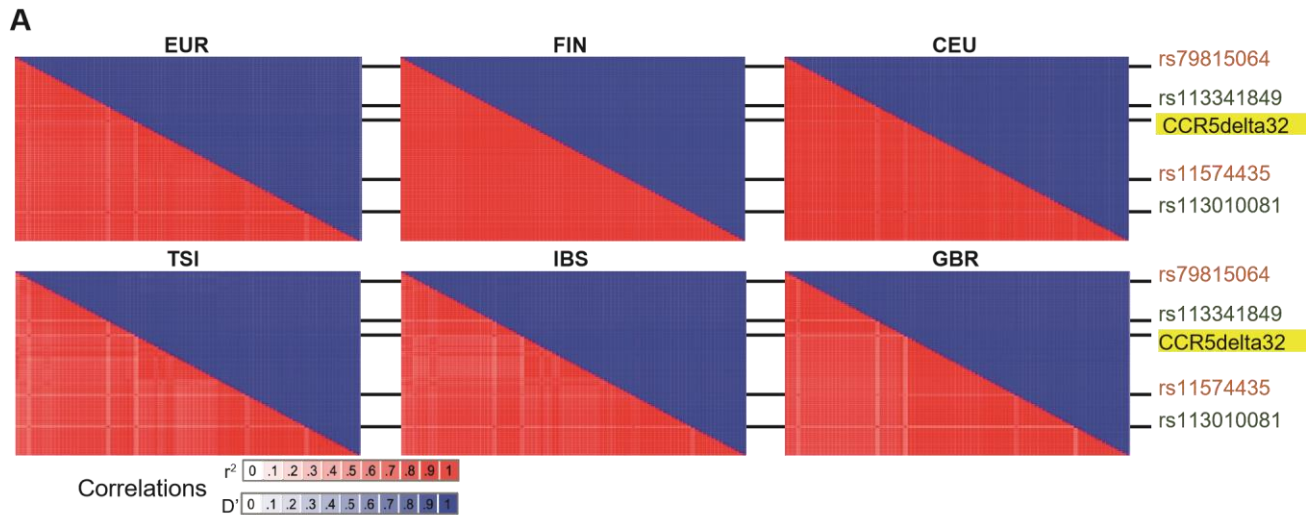 A
EUR FIN CEU
rs79815064
rs113341849
CCR5delta32
rs11574435
rs113010081
TSI IBS GBR
rs79815064
rs113341849
CCR5delta32
rs11574435
rs113010081
Correlations
r² 0 .1 .2 .3 .4 .5 .6 .7 .8 .9 1
D' 0 .1 .2 .3 .4 .5 .6 .7 .8 .9 1